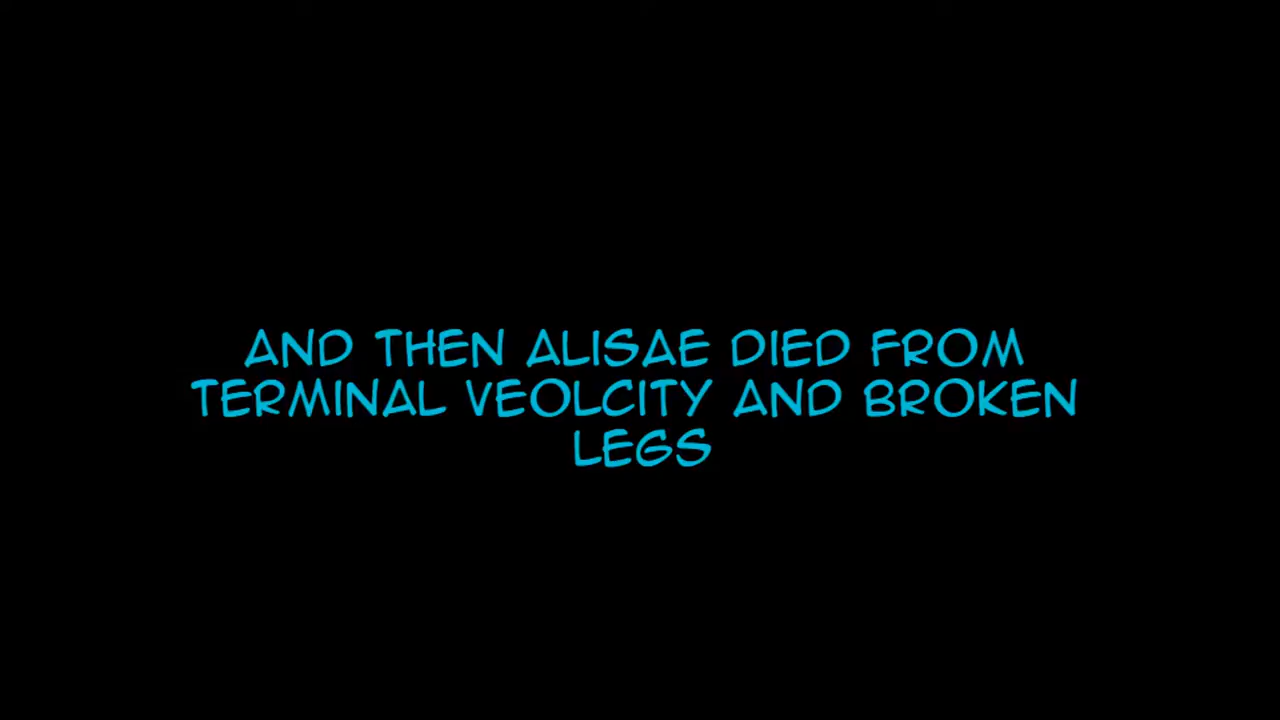 AND THEN ALISAE DIED FROM
TERMINAL VEOLCITY AND BROKEN
LEGS